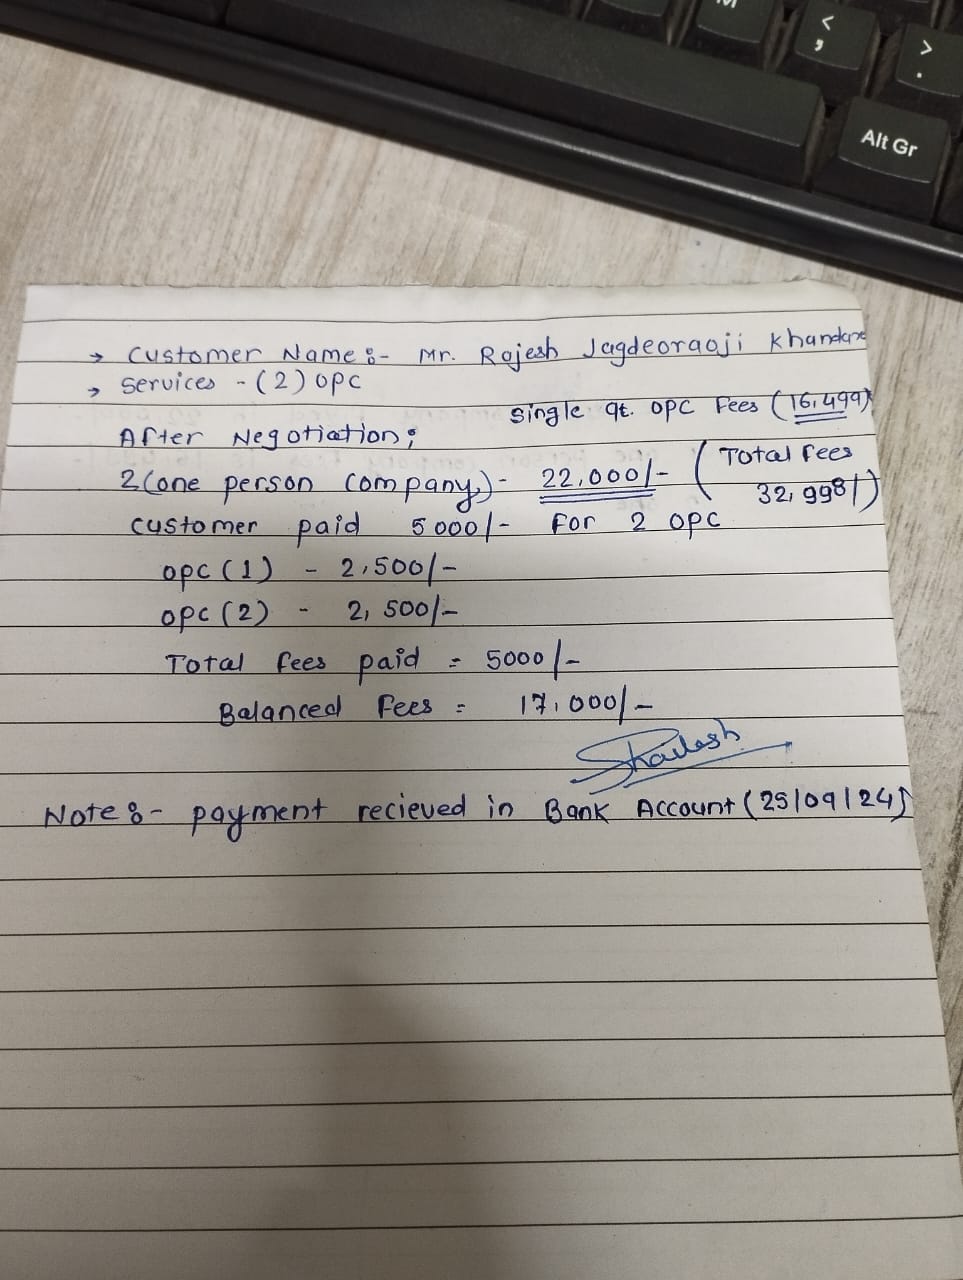 M
<
,
>
.
Alt Gr
→ Customer Name :- Mr. Rajesh Jagdeoraoji Khandare
→ Services - (2) OPC
Single qt. OPC Fees (16,499)
After Negotiation;
2 (one person company) - 22,000/- (Total Fees 32,998/)
customer paid 5000/- For 2 OPC
OPC (1) - 2,500/-
OPC (2) - 2,500/-
Total fees paid = 5000/-
Balanced Fees = 17,000/-
Shailesh
Note :- payment recieved in Bank Account (25/09/24)